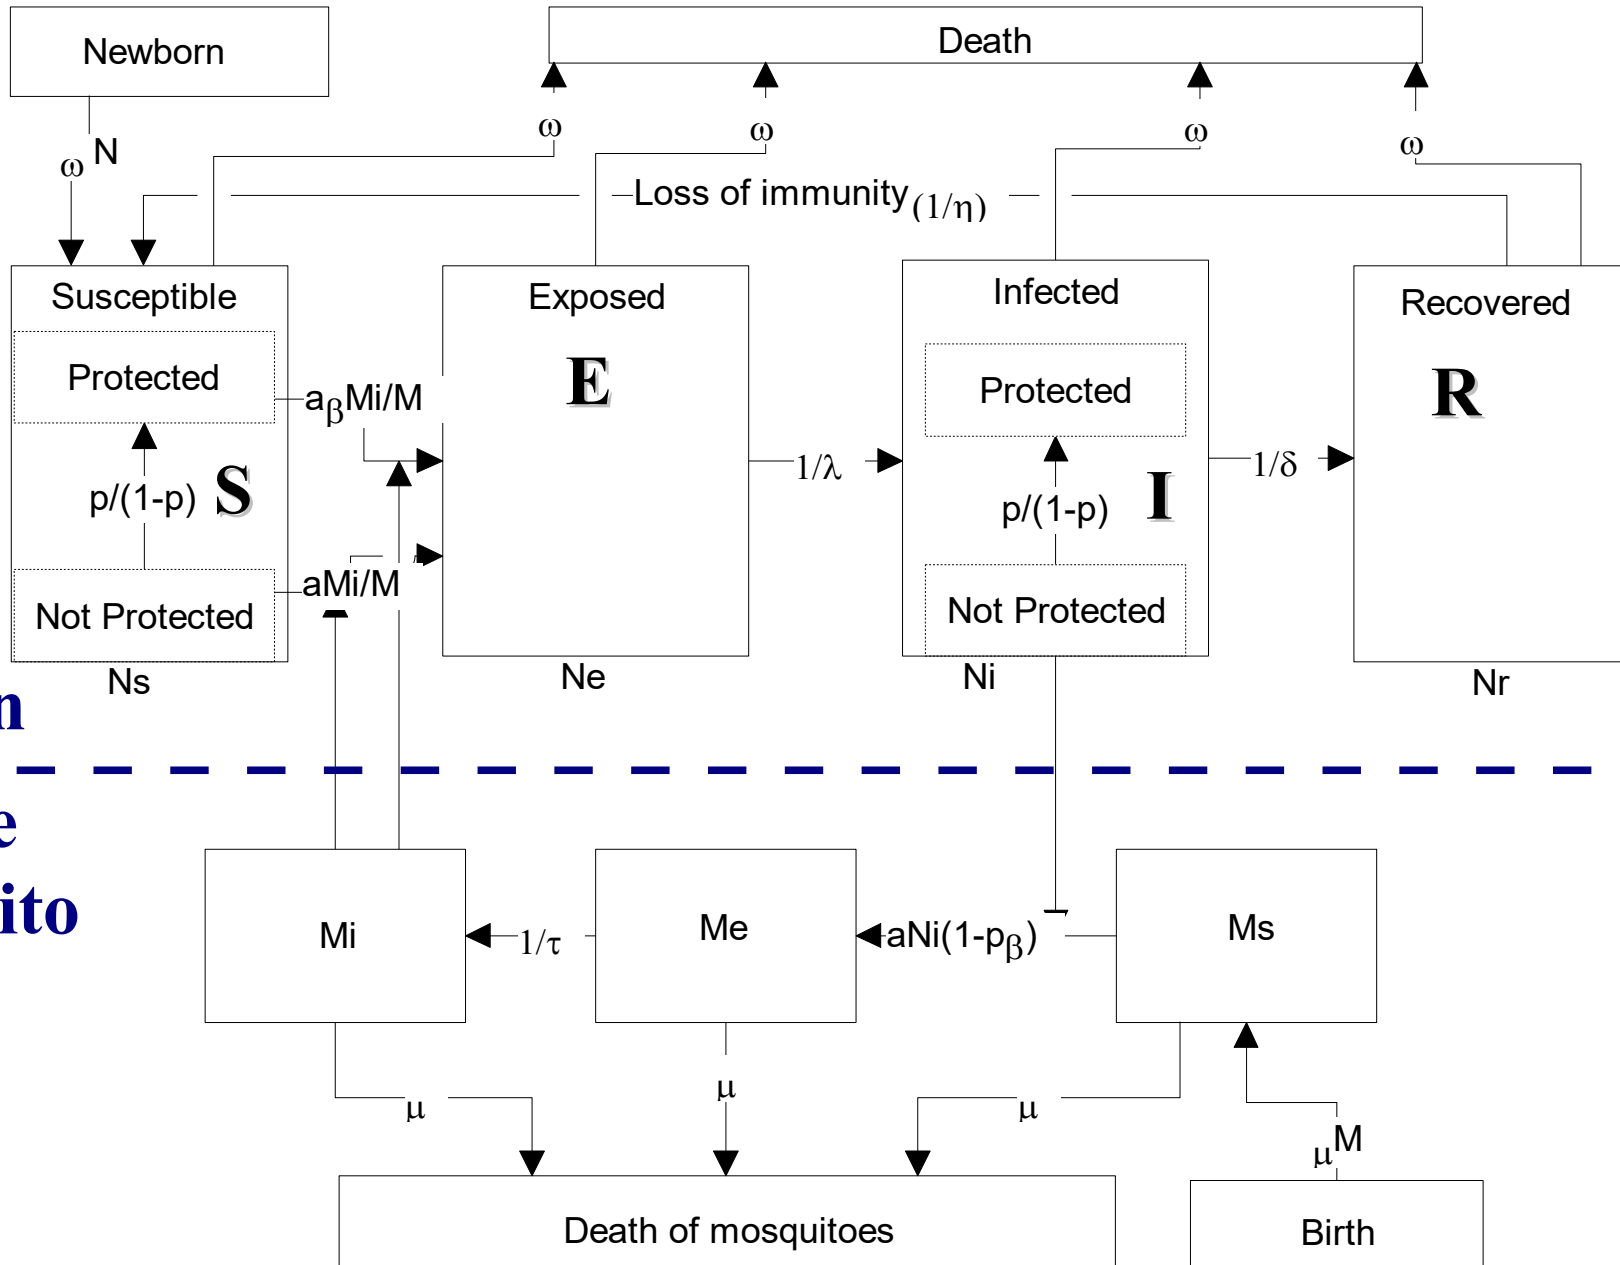 Newborn
Death
ω N
ω
ω
ω
ω
Loss of immunity (1/η)
Susceptible
Exposed
Infected
Recovered
Protected
E
Protected
R
aβMi/M
p/(1-p) S
1/λ
p/(1-p) I
1/δ
aMi/M
Not Protected
Not Protected
Ns
Ne
Ni
Nr
n
e
ito
Mi
1/τ
Me
aNi(1-pβ)
Ms
μ
μ
μ
μM
Death of mosquitoes
Birth